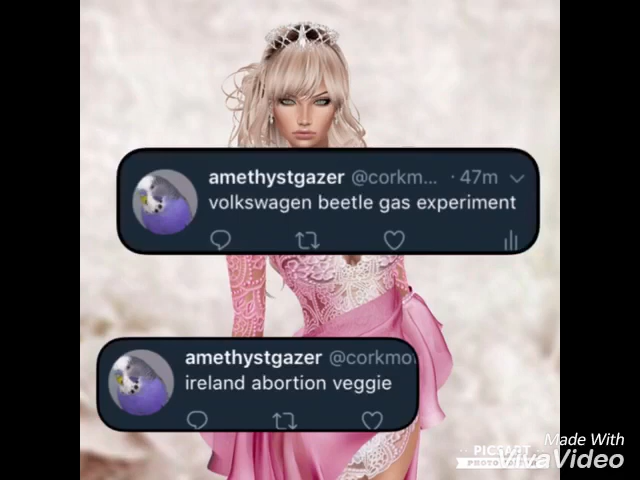 amethystgazer @corkm... · 47m
volkswagen beetle gas experiment
amethystgazer @corkmo
ireland abortion veggie
PICSART
Made With
VivaVideo